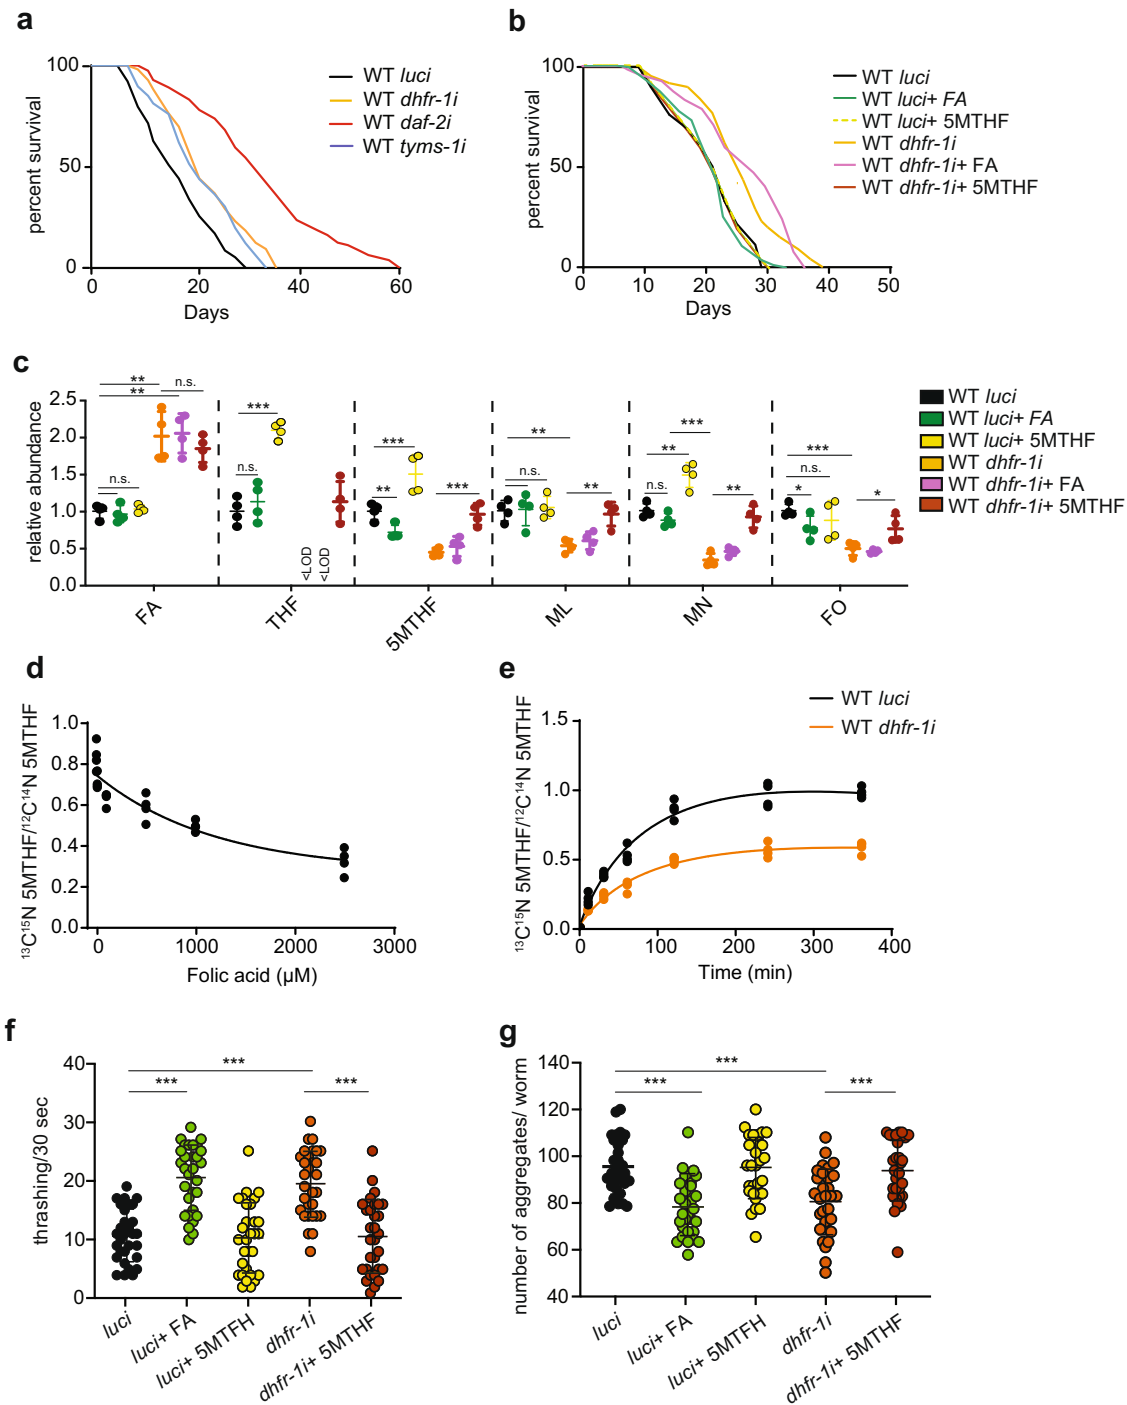 a
100
50
0
percent survival
0
20
40
60
Days
WT luci
WT dhfr-1i
WT daf-2i
WT tyms-1i
b
100
50
0
percent survival
0
10
20
30
40
50
Days
WT luci
WT luci+ FA
WT luci+ 5MTHF
WT dhfr-1i
WT dhfr-1i+ FA
WT dhfr-1i+ 5MTHF
c
relative abundance
2.5
2.0
1.5
1.0
0.5
0.0
**
**
n.s.
n.s.
***
n.s.
<LOD
<LOD
***
**
***
**
n.s.
**
***
**
n.s.
**
***
n.s.
*
*
FA
THF
5MTHF
ML
MN
FO
WT luci
WT luci+ FA
WT luci+ 5MTHF
WT dhfr-1i
WT dhfr-1i+ FA
WT dhfr-1i+ 5MTHF
d
13C15N 5MTHF/12C14N 5MTHF
1.0
0.8
0.6
0.4
0.2
0.0
0
1000
2000
3000
Folic acid (µM)
e
13C15N 5MTHF/12C14N 5MTHF
1.5
1.0
0.5
0.0
0
100
200
300
400
Time (min)
WT luci
WT dhfr-1i
f
thrashing/30 sec
40
30
20
10
0
***
***
***
luci
luci+ FA
luci+ 5MTFH
dhfr-1i
dhfr-1i+ 5MTHF
g
number of aggregates/ worm
140
120
100
80
60
40
***
***
***
luci
luci+ FA
luci+ 5MTHF
dhfr-1i
dhfr-1i+ 5MTHF